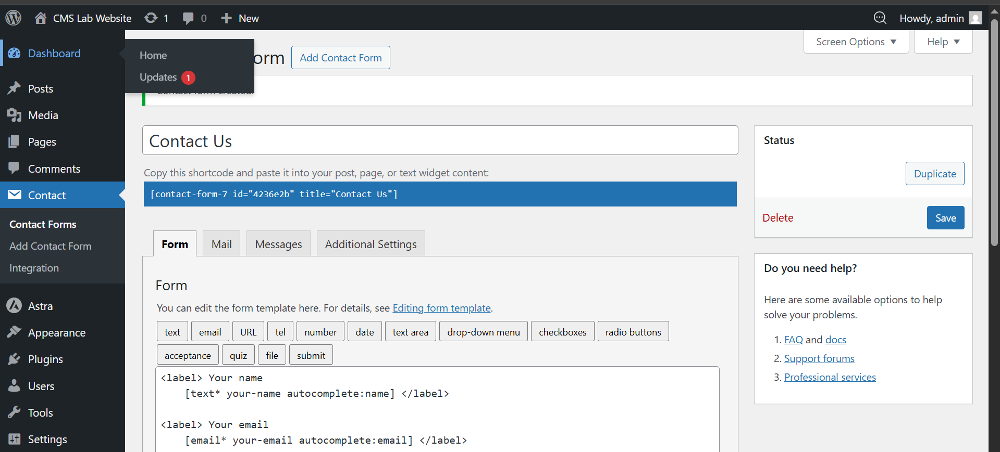 CMS Lab Website 1 0 New Howdy, admin
Dashboard
Posts
Media
Pages
Comments
Contact
Contact Forms
Add Contact Form
Integration
Astra
Appearance
Plugins
Users
Tools
Settings
Home
Updates 1
orm Add Contact Form
Screen Options Help
Contact form created.
Contact Us
Copy this shortcode and paste it into your post, page, or text widget content:
[contact-form-7 id="4236e2b" title="Contact Us"]
Form Mail Messages Additional Settings
Form
You can edit the form template here. For details, see Editing form template.
text email URL tel number date text area drop-down menu checkboxes radio buttons
acceptance quiz file submit
<label> Your name
[text* your-name autocomplete:name] </label>
<label> Your email
[email* your-email autocomplete:email] </label>
Status
Duplicate
Delete Save
Do you need help?
Here are some available options to help
solve your problems.
1. FAQ and docs
2. Support forums
3. Professional services